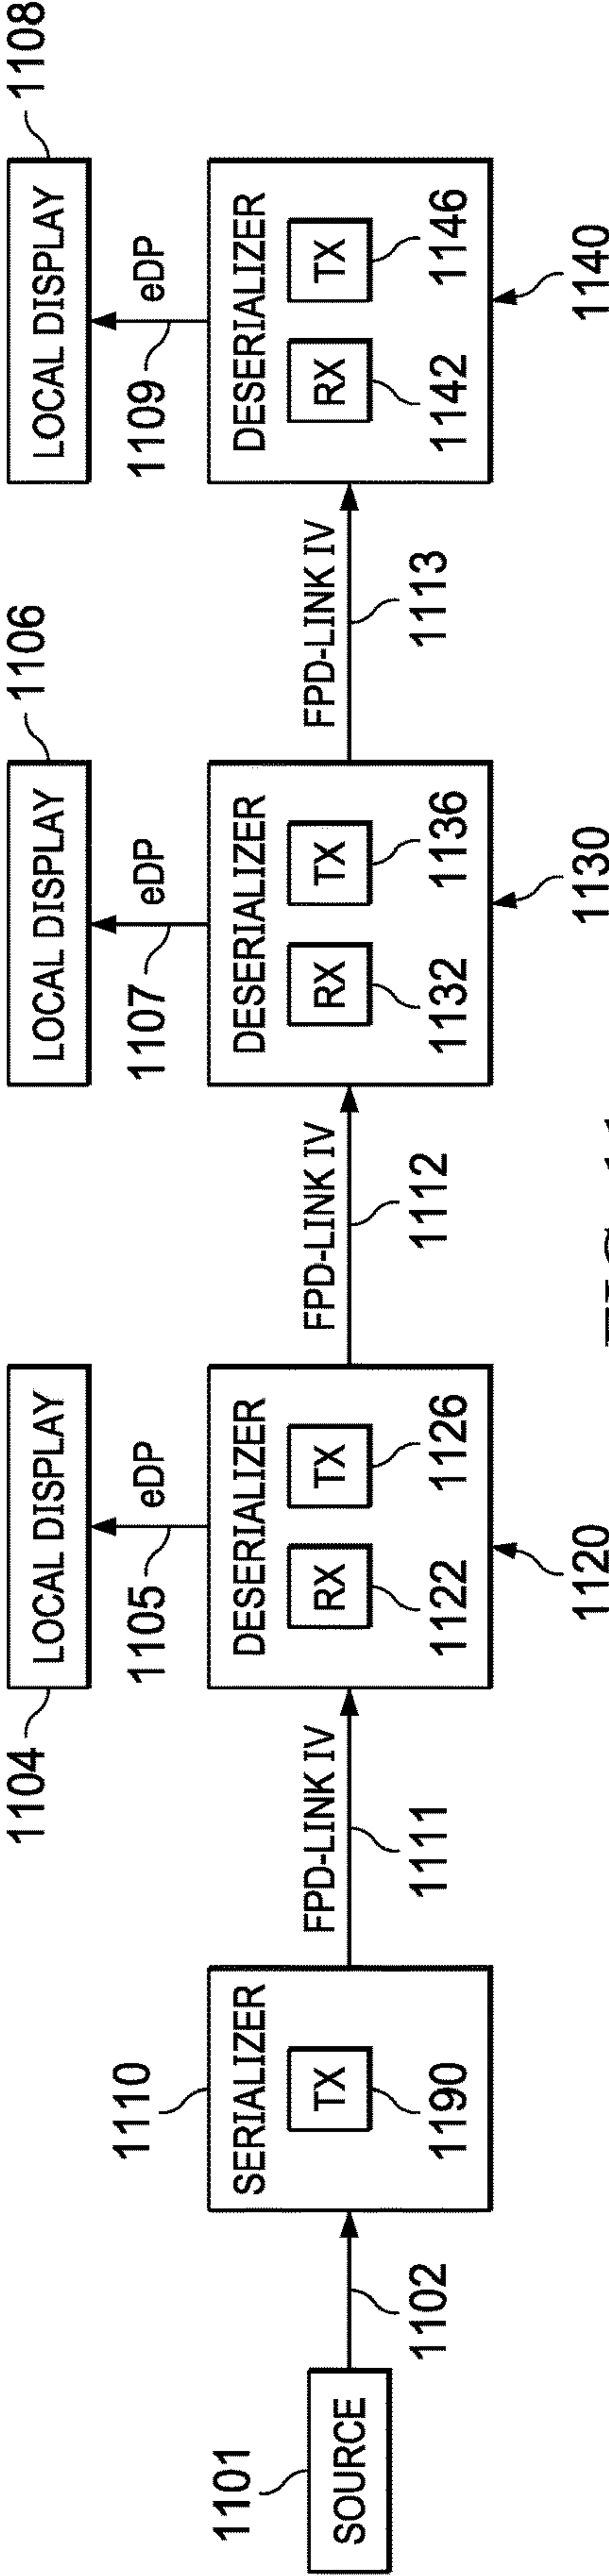 1104
LOCAL DISPLAY
1106
LOCAL DISPLAY
1108
LOCAL DISPLAY
1105
eDP
1107
eDP
1109
eDP
1101
SOURCE
1102
1110
SERIALIZER
TX
1190
FPD-LINK IV
1111
DESERIALIZER
RX TX
1122 1126
1120
FPD-LINK IV
1112
DESERIALIZER
RX TX
1132 1136
1130
FPD-LINK IV
1113
DESERIALIZER
RX TX
1142 1146
1140